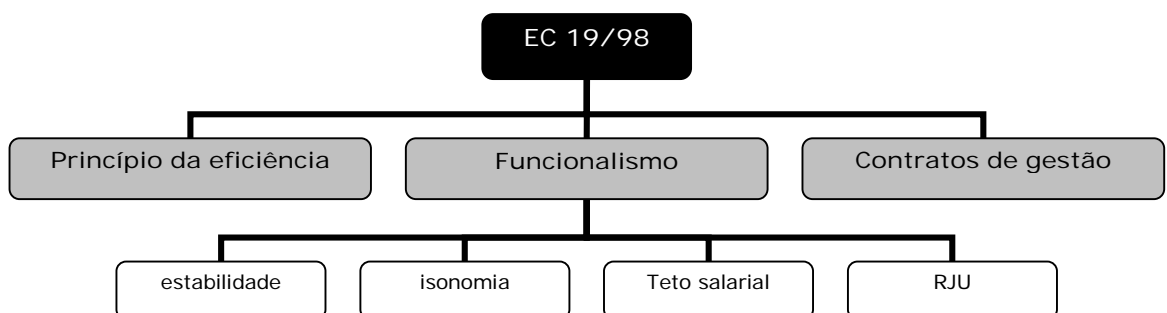 EC 19/98
Princípio da eficiência
Funcionalismo
Contratos de gestão
estabilidade
isonomia
Teto salarial
RJU